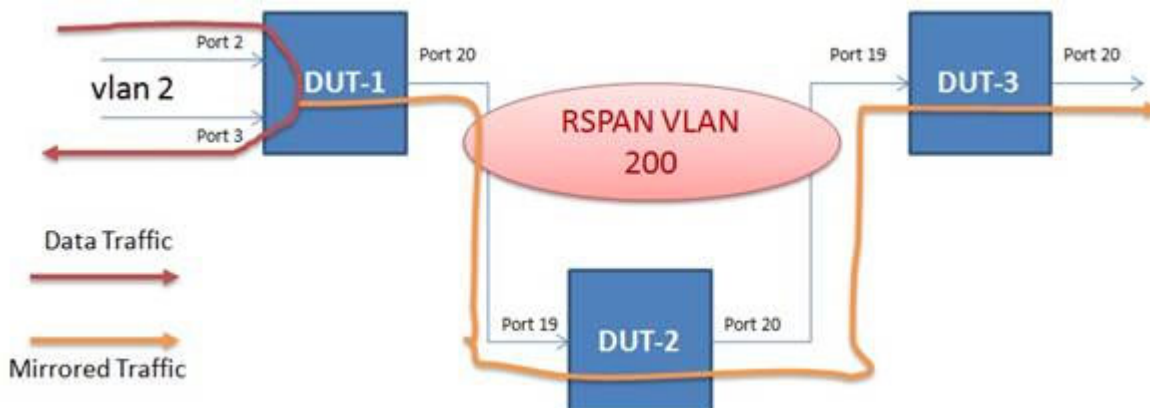 Port 2
DUT-1
Port 20
vlan 2
Port 3
RSPAN VLAN
200
Port 19
DUT-3
Port 20
Data Traffic
Mirrored Traffic
Port 19
DUT-2
Port 20